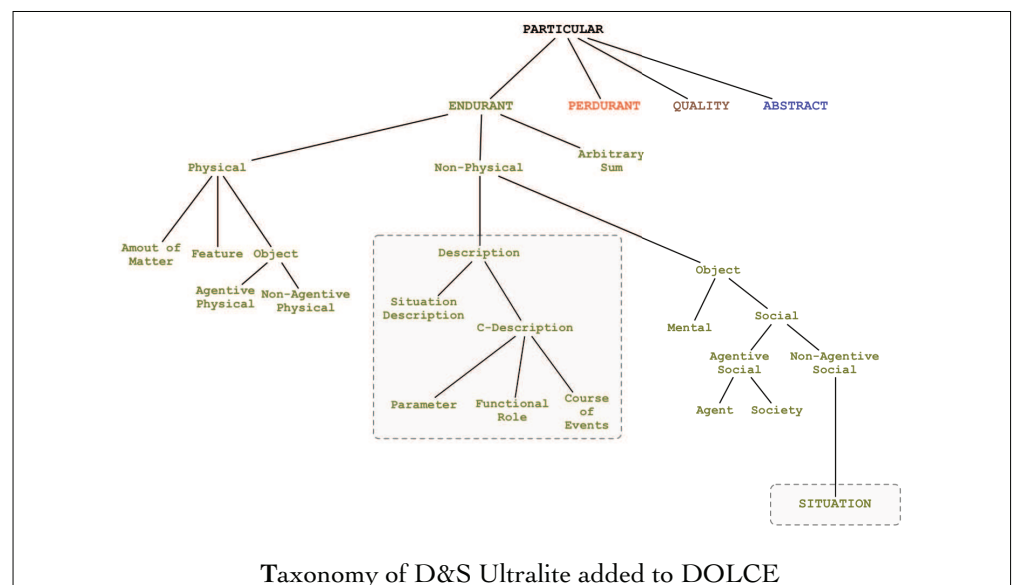 PARTICULAR
ENDURANT PERDURANT QUALITY ABSTRACT
Physical Non-Physical Arbitrary
Sum
Amout of
Matter
Feature Object
Agentive
Physical
Non-Agentive
Physical
Description
Situation
Description
C-Description
Parameter
Functional
Role
Course
of
Events
Object
Mental
Social
Agentive
Social
Non-Agentive
Social
Agent Society
SITUATION
Taxonomy of D&S Ultralite added to DOLCE